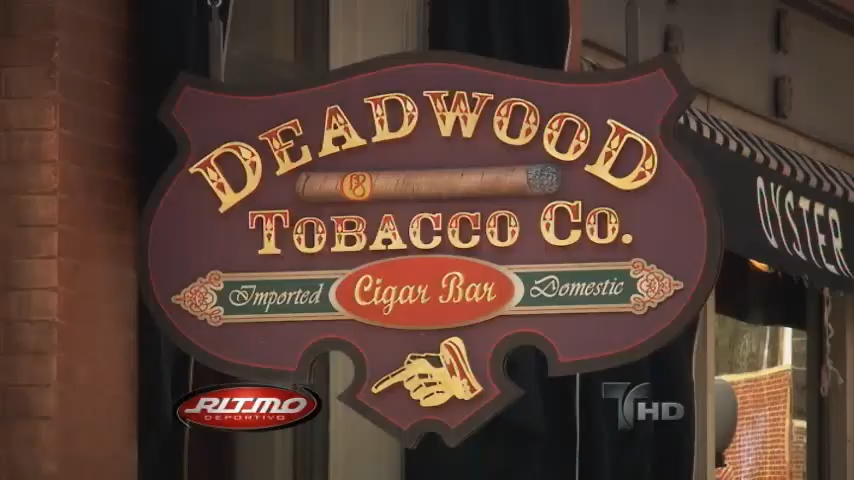 DEADWOOD
TOBACCO CO.
Imported Cigar Bar Domestic
OYSTER
RITMO
DEPORTIVO
T HD